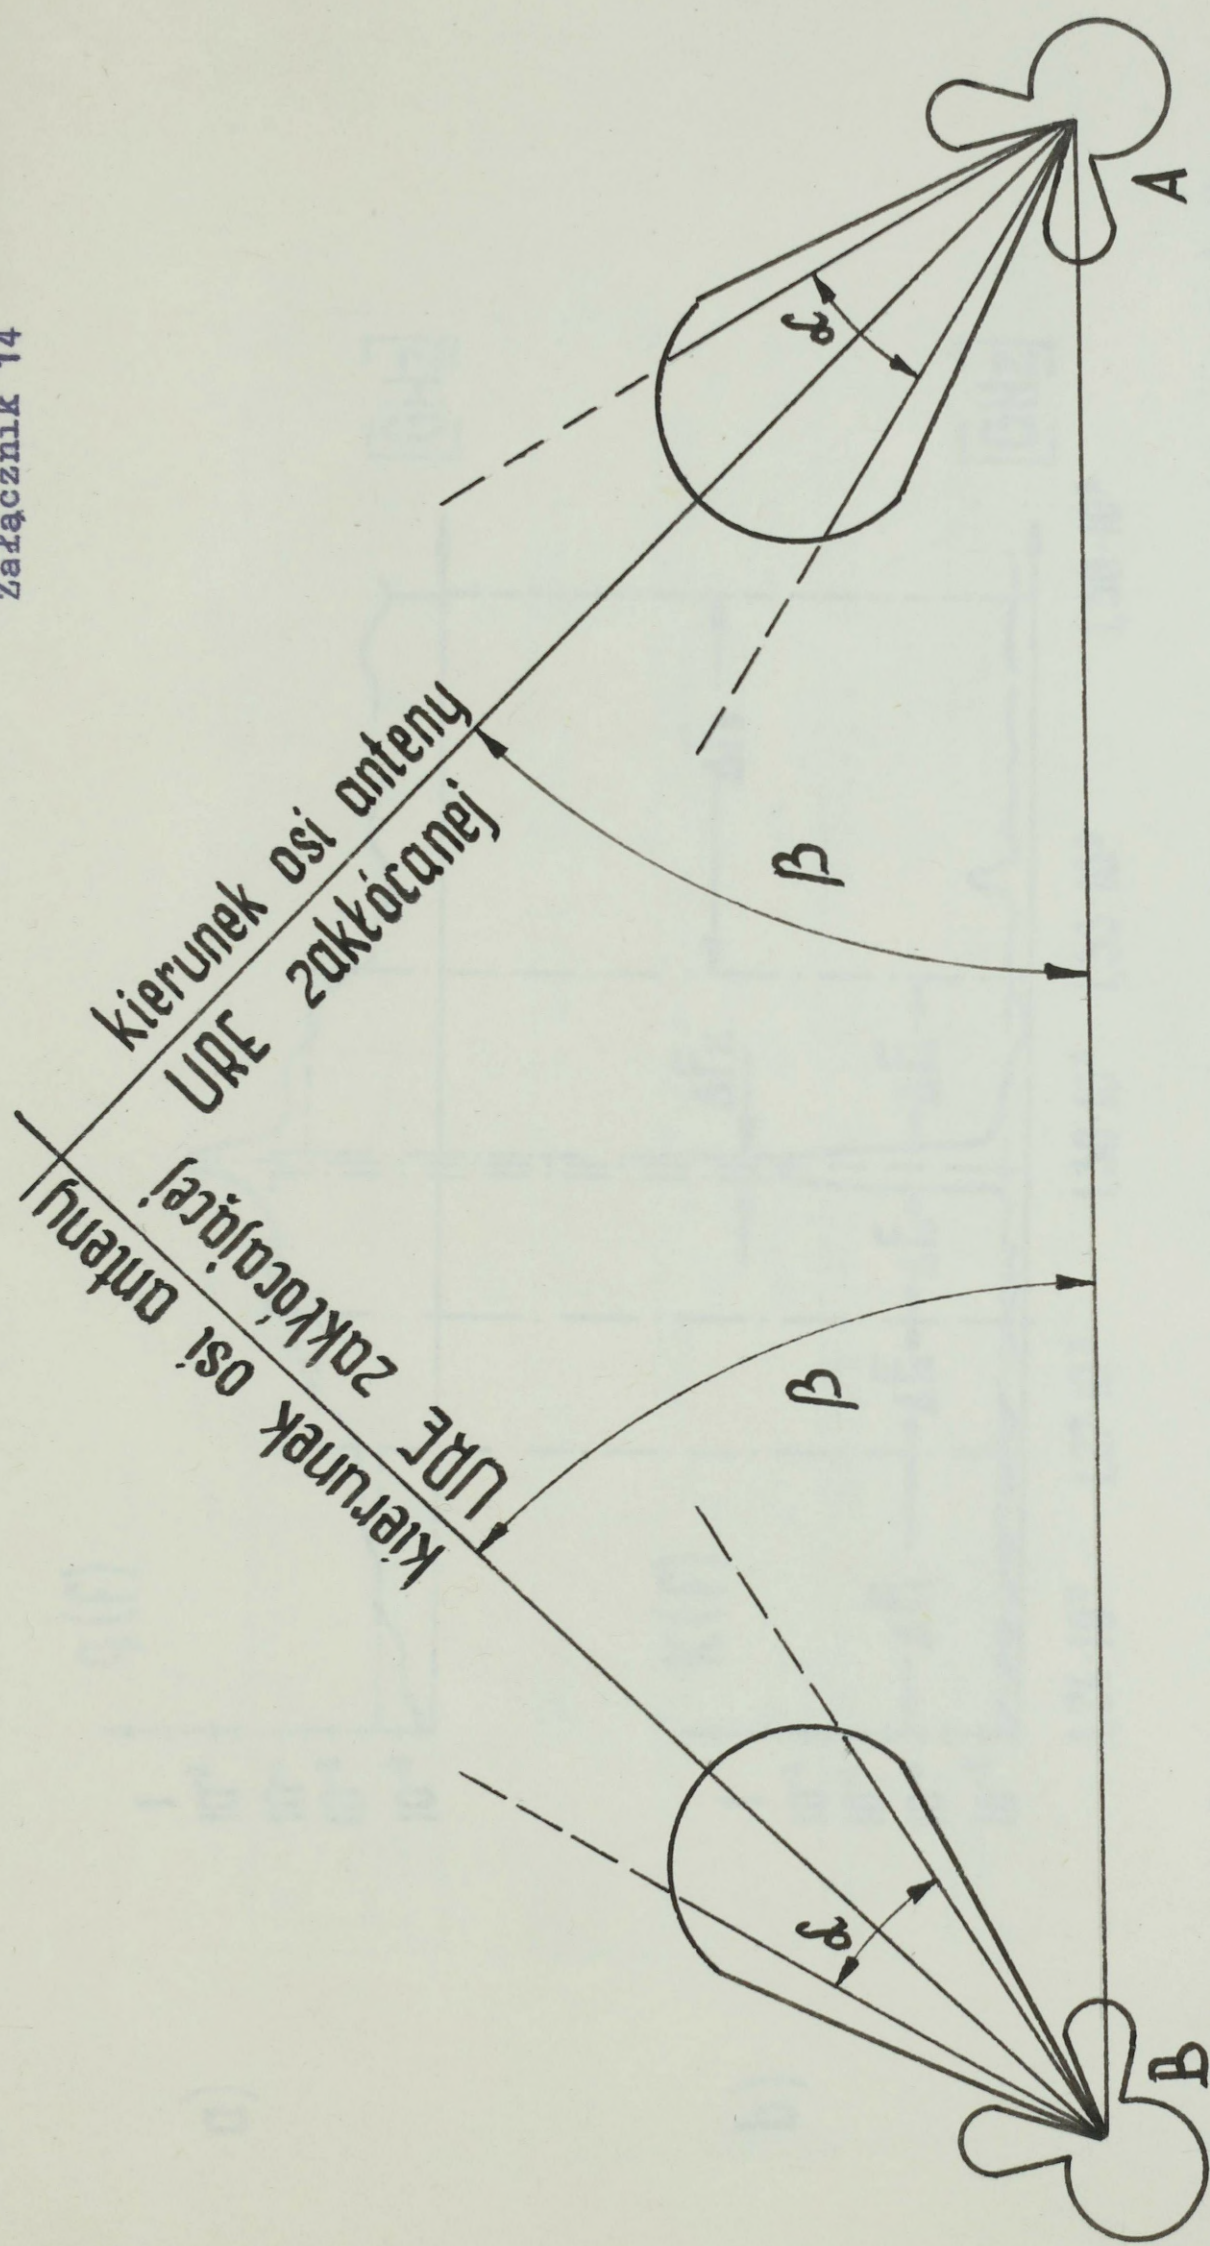 Załącznik 14
kierunek osi anteny
URE zakłócającej
kierunek osi anteny
URE zakłócanej
β
β
B
A